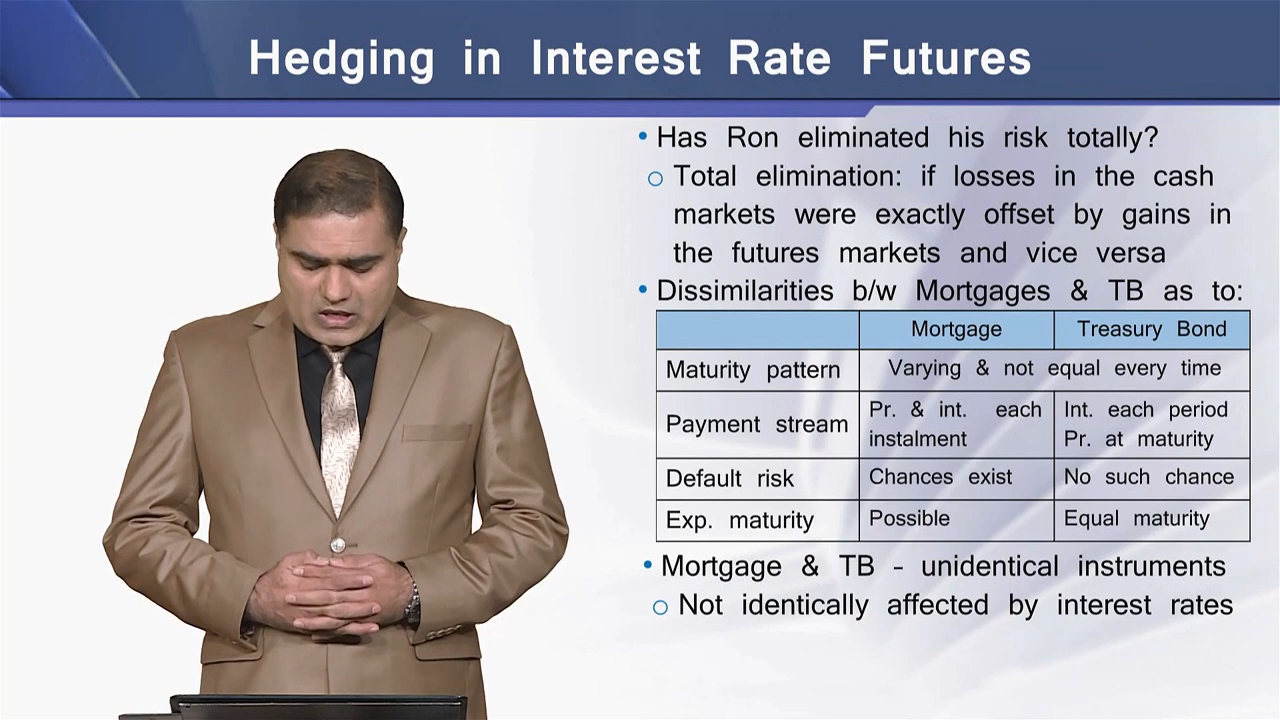 Hedging in Interest Rate Futures
• Has Ron eliminated his risk totally?
o Total elimination: if losses in the cash
markets were exactly offset by gains in
the futures markets and vice versa
• Dissimilarities b/w Mortgages & TB as to:
Mortgage Treasury Bond
Maturity pattern Varying & not equal every time
Payment stream Pr. & int. each instalment Int. each period Pr. at maturity
Default risk Chances exist No such chance
Exp. maturity Possible Equal maturity
• Mortgage & TB - unidentical instruments
o Not identically affected by interest rates